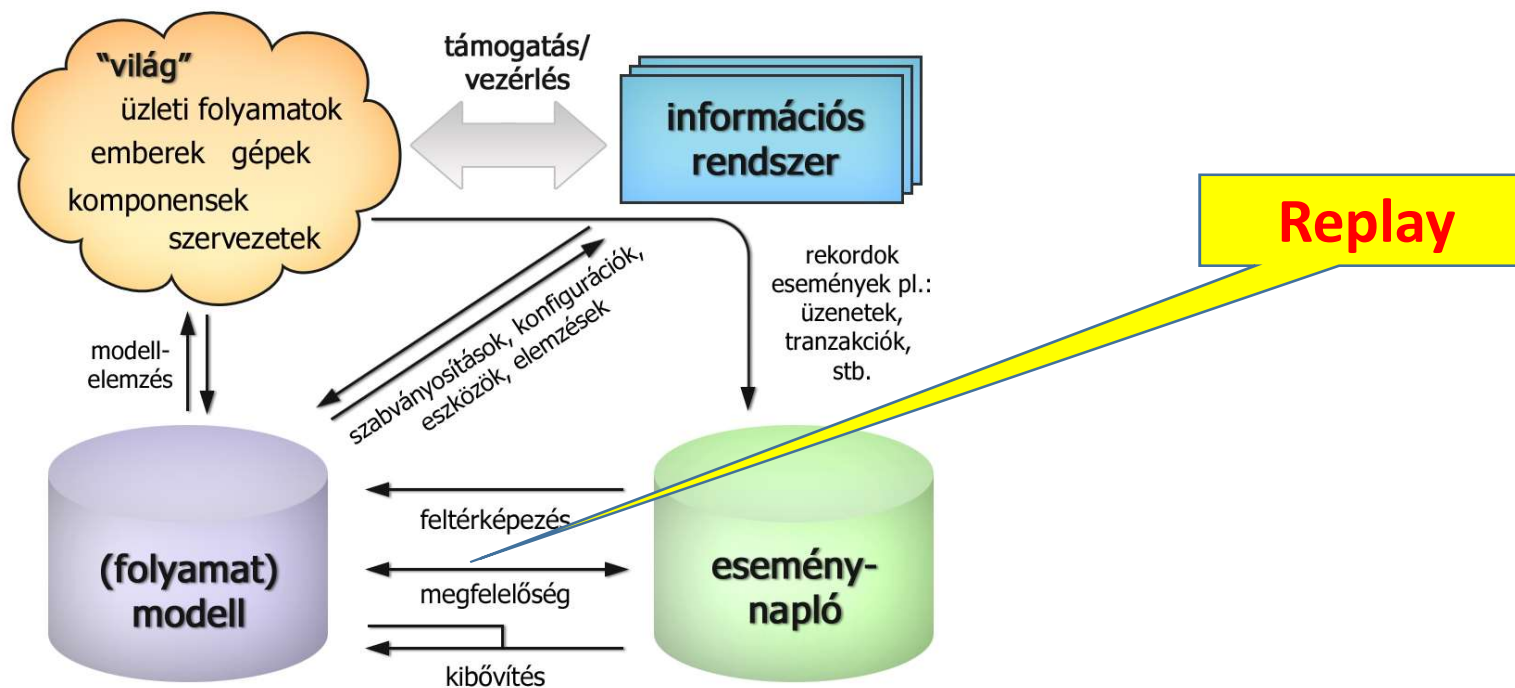 “világ”
üzleti folyamatok
emberek gépek
komponensek
szervezetek
támogatás/
vezérlés
információs
rendszer
Replay
rekordok
események pl.:
üzenetek,
tranzakciók,
stb.
szabványosítások, konfigurációk,
eszközök, elemzések
modell-
elemzés
(folyamat)
modell
feltérképezés
megfelelőség
kibővítés
esemény-
napló